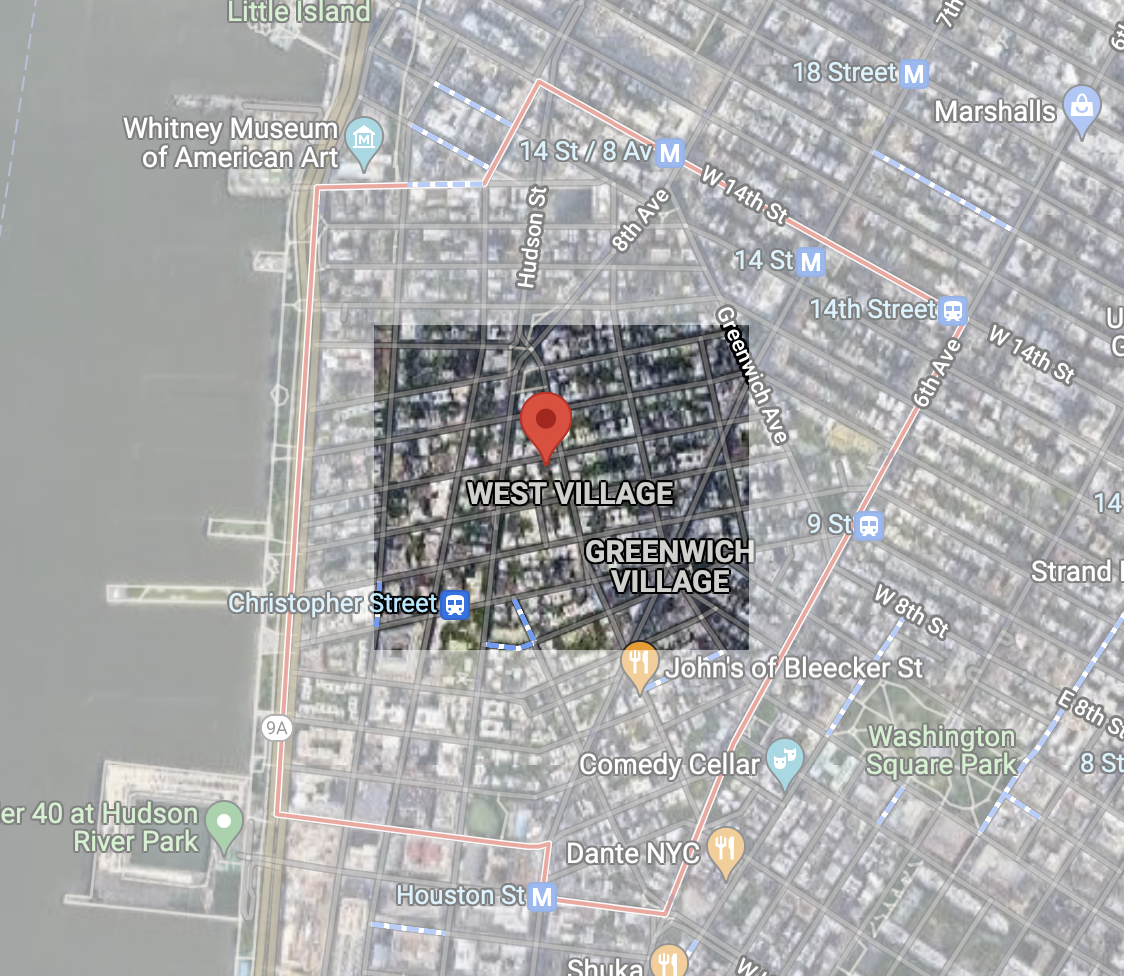 Little Island
7th
18 Street
M
Marshalls
Whitney Museum
of American Art
14 St / 8 Av
M
W 14th St
Hudson St
8th Ave
14 St
M
14th Street
Greenwich Ave
6th Ave
W 14th St
WEST VILLAGE
14
9 St
GREENWICH
VILLAGE
Strand
Christopher Street
W 8th St
John's of Bleecker St
9A
E 8th St
Washington
Square Park
Comedy Cellar
8 St
er 40 at Hudson
River Park
Dante NYC
Houston St
M
Shuka